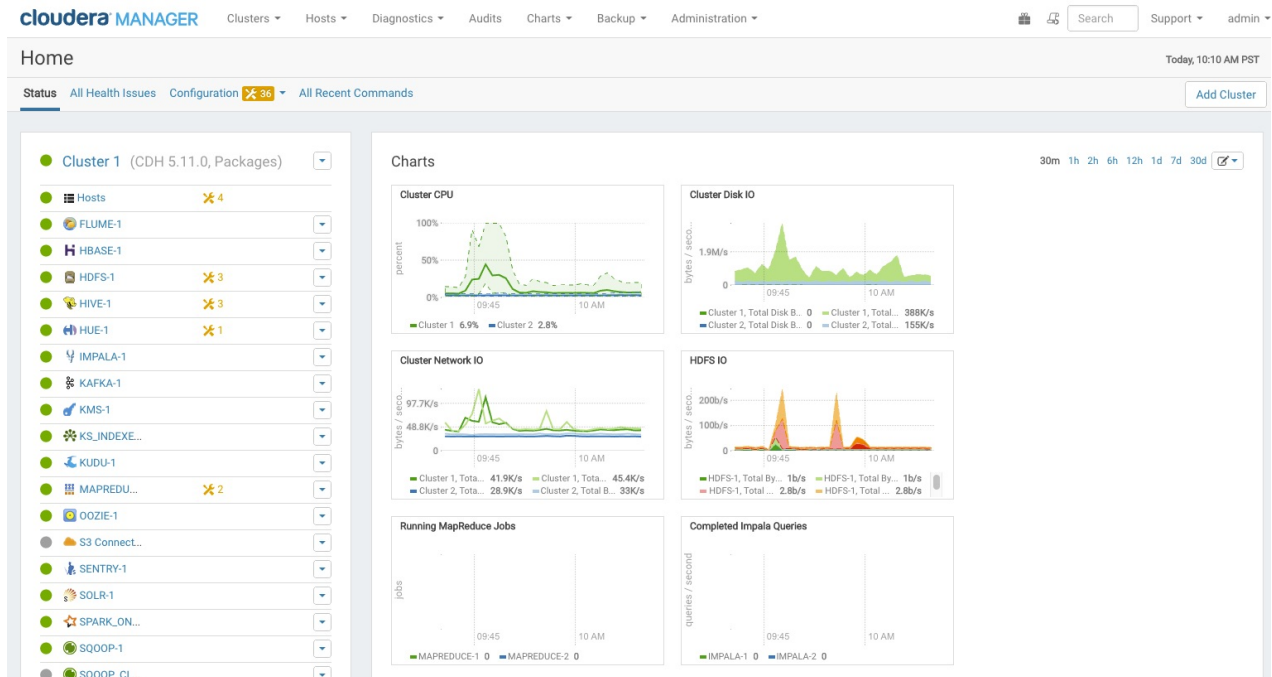 cloudera MANAGER Clusters Hosts Diagnostics Audits Charts Backup Administration Search Support admin
Home Today, 10:10 AM PST
Status All Health Issues Configuration 36 All Recent Commands Add Cluster
Cluster 1 (CDH 5.11.0, Packages)
Hosts 4
FLUME-1
HBASE-1
HDFS-1 3
HIVE-1 3
HUE-1 1
IMPALA-1
KAFKA-1
KMS-1
KS_INDEXE...
KUDU-1
MAPREDU... 2
OOZIE-1
S3 Connect...
SENTRY-1
SOLR-1
SPARK_ON...
SQOOP-1
SQOOP_CL
Charts 30m 1h 2h 6h 12h 1d 7d 30d
Cluster CPU
percent
100%
50%
0%
09:45 10 AM
Cluster 1 6.9% Cluster 2 2.8%
Cluster Disk IO
bytes / seco...
1.9M/s
0
09:45 10 AM
Cluster 1, Total Disk B.. 0 Cluster 1, Total... 388K/s
Cluster 2, Total Disk B.. 0 Cluster 2, Total... 155K/s
Cluster Network IO
bytes / seco...
97.7K/s
48.8K/s
0
09:45 10 AM
Cluster 1, Tota... 41.9K/s Cluster 1, Tota... 45.4K/s
Cluster 2, Tota... 28.9K/s Cluster 2, Total B... 33K/s
HDFS IO
bytes / seco...
200b/s
100b/s
0
09:45 10 AM
HDFS-1, Total By... 1b/s HDFS-1, Total By... 1b/s
HDFS-1, Total ... 2.8b/s HDFS-1, Total ... 2.8b/s
Running MapReduce Jobs
jobs
09:45 10 AM
MAPREDUCE-1 0 MAPREDUCE-2 0
Completed Impala Queries
queries / second
09:45 10 AM
IMPALA-1 0 IMPALA-2 0